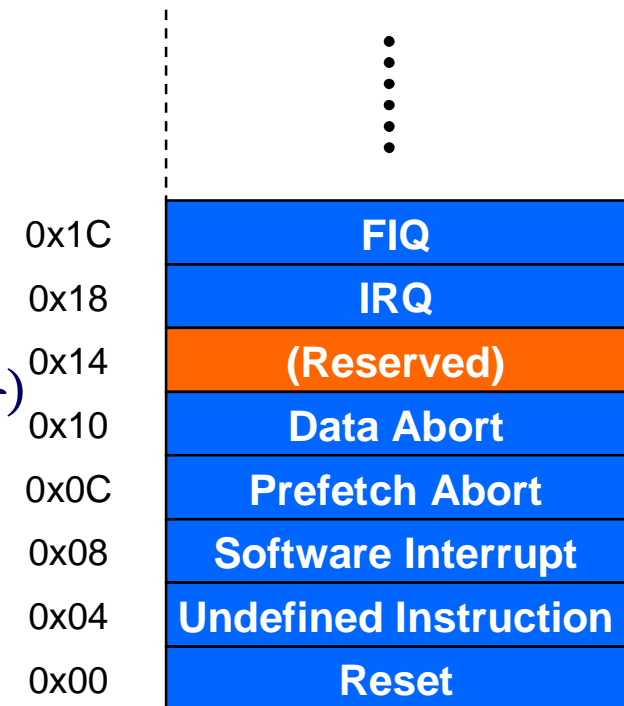 0x1C FIQ
0x18 IRQ
0x14 (Reserved)
)
0x10 Data Abort
0x0C Prefetch Abort
0x08 Software Interrupt
0x04 Undefined Instruction
0x00 Reset